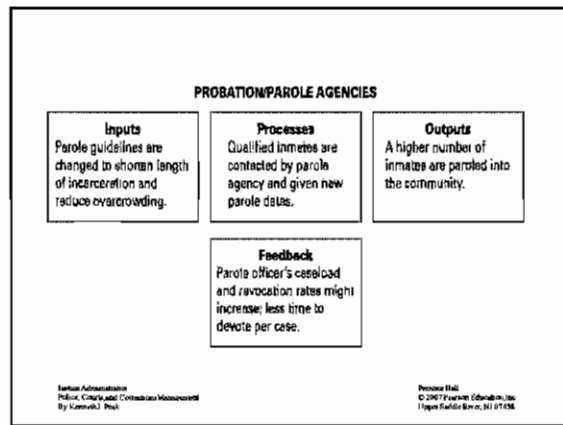 PROBATION/PAROLE AGENCIES
Inputs
Parole guidelines are
changed to shorten length
of incarceration and
reduce overcrowding.
Processes
Qualified inmates are
contacted by parole
agency and given new
parole dates.
Outputs
A higher number of
inmates are paroled into
the community.
Feedback
Parole officer's caseload
and revocation rates might
increase; less time to
devote per case.
Justice Administration
Police, Courts, and Corrections Management
By Kenneth J. Peak
Prentice Hall
© 2007 Pearson Education, Inc
Upper Saddle River, NJ 07458